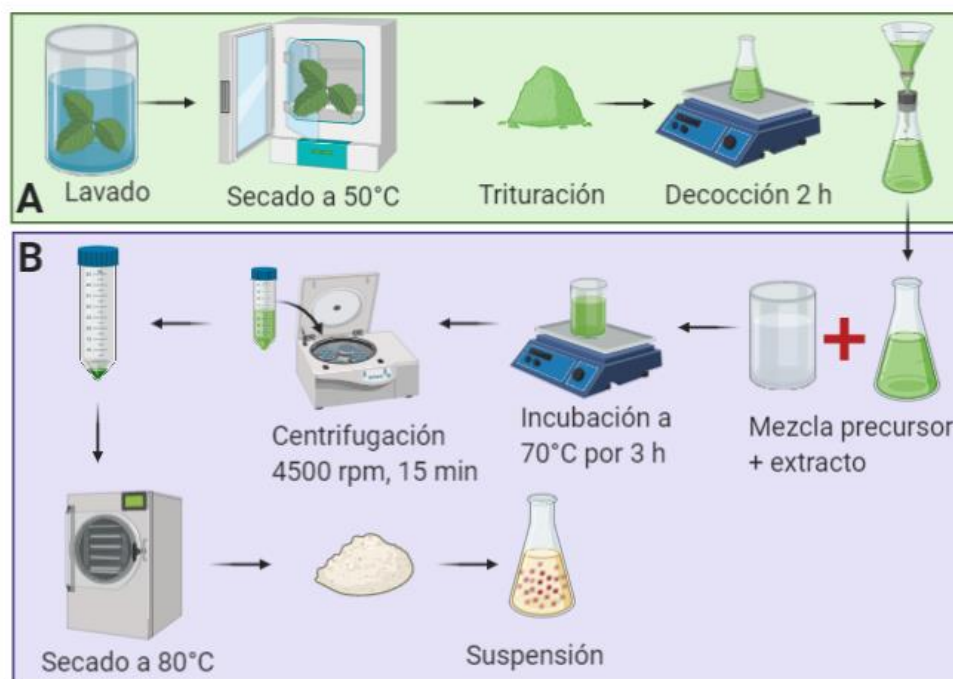 Lavado
Secado a 50°C
Trituración
Decocción 2 h
A
B
Mezcla precursor
+ extracto
Incubación a
70°C por 3 h
Centrifugación
4500 rpm, 15 min
Secado a 80°C
Suspensión